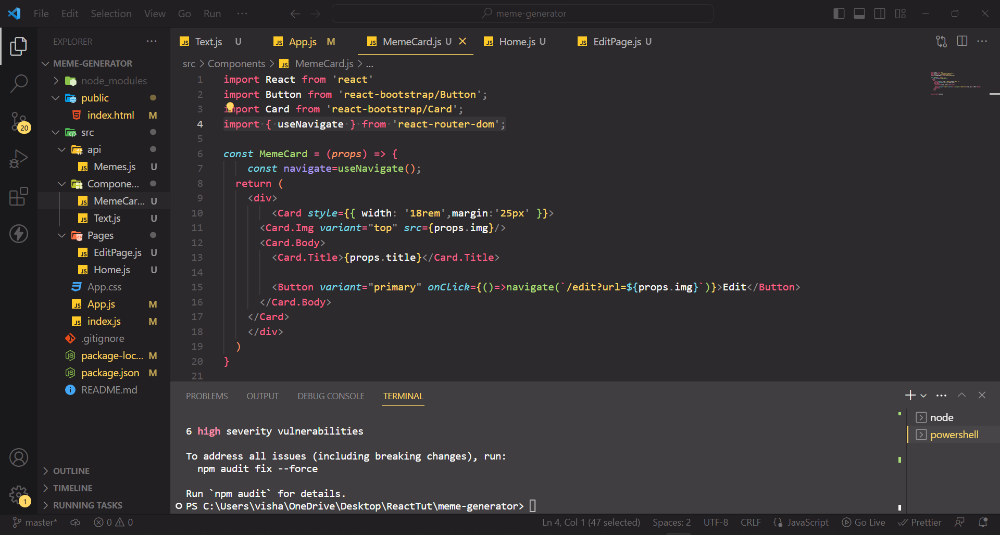 File Edit Selection View Go Run ··· meme-generator
EXPLORER ···
MEME-GENERATOR
node_modules
public
index.html M
src
api
Memes.js U
Compone...
MemeCar... U
Text.js U
Pages
EditPage.js U
Home.js U
App.css
App.js M
index.js M
.gitignore
package-loc... M
package.json M
README.md
OUTLINE
TIMELINE
RUNNING TASKS
20
1
Text.js U App.js M MemeCard.js U Home.js U EditPage.js U
src > Components > MemeCard.js > ...
1 import React from 'react'
2 import Button from 'react-bootstrap/Button';
3 import Card from 'react-bootstrap/Card';
4 import { useNavigate } from 'react-router-dom';
5
6 const MemeCard = (props) => {
7 const navigate=useNavigate();
8 return (
9 <div>
10 <Card style={{ width: '18rem',margin:'25px' }}>
11 <Card.Img variant="top" src={props.img}/>
12 <Card.Body>
13 <Card.Title>{props.title}</Card.Title>
14
15 <Button variant="primary" onClick={()=>navigate(`/edit?url=${props.img}`)}>Edit</Button>
16 </Card.Body>
17 </Card>
18 </div>
19 )
20 }
21
PROBLEMS OUTPUT DEBUG CONSOLE TERMINAL
6 high severity vulnerabilities
To address all issues (including breaking changes), run:
npm audit fix --force
Run `npm audit` for details.
PS C:\Users\visha\OneDrive\Desktop\ReactTut\meme-generator>
node
powershell
master* 0 0 Ln 4, Col 1 (47 selected) Spaces: 2 UTF-8 CRLF JavaScript Go Live Prettier